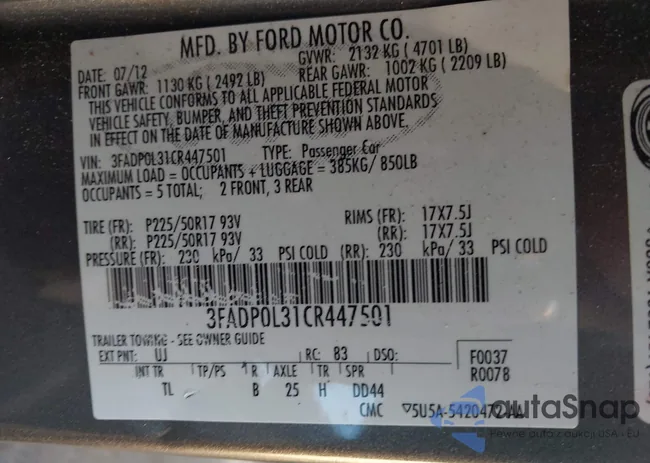 MFD. BY FORD MOTOR CO.
DATE: 07/12 GVWR: 2132 KG (4701 LB)
FRONT GAWR: 1130 KG (2492 LB) REAR GAWR: 1002 KG (2209 LB)
THIS VEHICLE CONFORMS TO ALL APPLICABLE FEDERAL MOTOR
VEHICLE SAFETY, BUMPER, AND THEFT PREVENTION STANDARDS
IN EFFECT ON THE DATE OF MANUFACTURE SHOWN ABOVE.
VIN: 3FADP0L31CR447501 TYPE: Passenger Car
MAXIMUM LOAD = OCCUPANTS + LUGGAGE = 385KG/ 850LB
OCCUPANTS = 5 TOTAL; 2 FRONT, 3 REAR
TIRE (FR): P225/50R17 93V RIMS (FR): 17X7.5J
(RR): P225/50R17 93V (RR): 17X7.5J
PRESSURE (FR): 230 kPa/ 33 PSI COLD (RR): 230 kPa/ 33 PSI COLD
3FADP0L31CR447501
TRAILER TOWING - SEE OWNER GUIDE
EXT PNT: UJ RC: 83 DSO: F0037
R0078
INT TR TP/PS R AXLE TR SPR
TL B 25 H DD44
CMC
autoSnap
Pewne auta z aukcji USA - EU